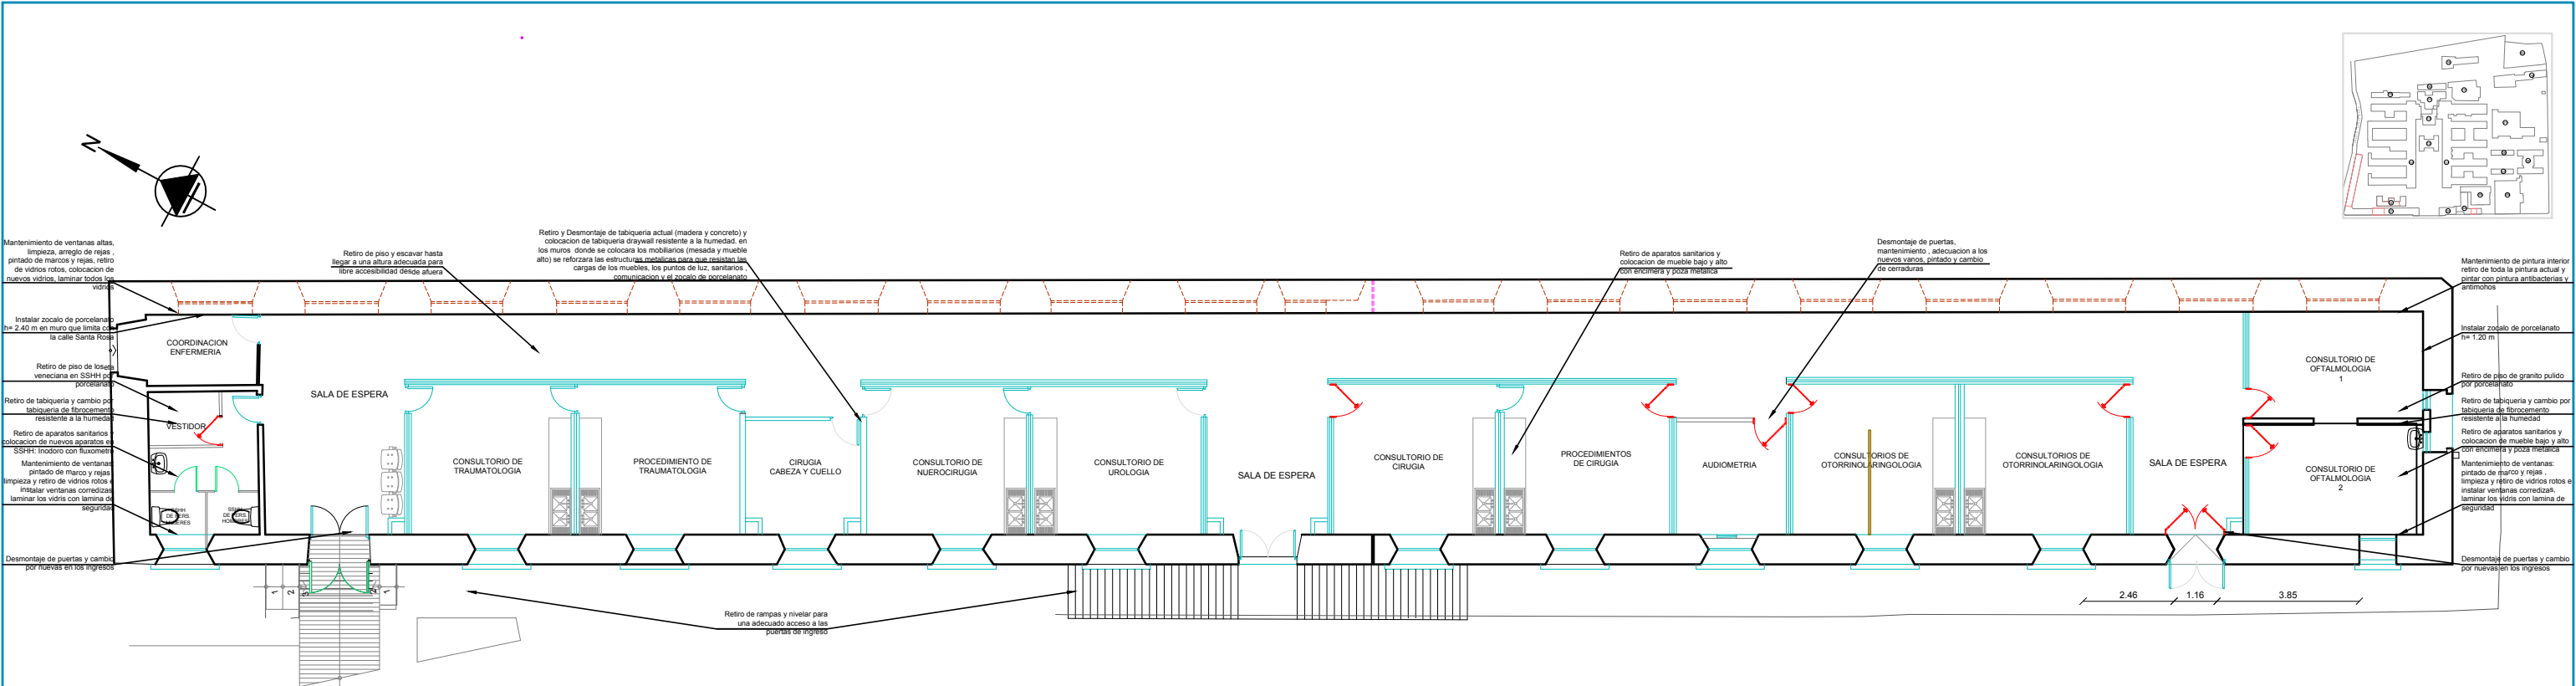 N
Mantenimiento de ventanas altas,
limpieza, arreglo de rejas ,
pintado de marcos y rejas, retiro
de vidrios rotos, colocacion de
nuevos vidrios, laminar todos los
vidrios
Instalar zocalo de porcelanato
h= 2.40 m en muro que limita con
la calle Santa Rosa
Retiro de piso de loseta
veneciana en SSHH por
porcelanato
Retiro de tabiqueria y cambio por
tabiqueria de fibrocemento
resistente a la humedad
Retiro de aparatos sanitarios y
colocacion de nuevos aparatos en
SSHH: Inodoro con fluxometro
Mantenimiento de ventanas:
pintado de marco y rejas ,
limpieza y retiro de vidrios rotos e
instalar ventanas corredizas,
laminar los vidris con lamina de
seguridad
Desmontaje de puertas y cambio
por nuevas en los ingresos
Retiro de piso y escavar hasta
llegar a una altura adecuada para
libre accesibilidad desde afuera
Retiro y Desmontaje de tabiqueria actual (madera y concreto) y
colocacion de tabiqueria draywall resistente a la humedad. en
los muros donde se colocara los mobiliarios (mesada y mueble
alto) se reforzara las estructuras metalicas para que resistan las
cargas de los muebles, los puntos de luz, sanitarios ,
comunicacion y el zocalo de porcelanato
Retiro de aparatos sanitarios y
colocacion de mueble bajo y alto
con encimera y poza metalica
Desmontaje de puertas,
mantenimiento , adecuacion a los
nuevos vanos, pintado y cambio
de cerraduras
Mantenimiento de pintura interior
retiro de toda la pintura actual y
pintar con pintura antibacterias y
antimohos
Instalar zocalo de porcelanato
h= 1.20 m
Retiro de piso de granito pulido
por porcelanato
Retiro de tabiqueria y cambio por
tabiqueria de fibrocemento
resistente a la humedad
Retiro de aparatos sanitarios y
colocacion de mueble bajo y alto
con encimera y poza metalica
Mantenimiento de ventanas:
pintado de marco y rejas ,
limpieza y retiro de vidrios rotos e
instalar ventanas corredizas,
laminar los vidris con lamina de
seguridad
Desmontaje de puertas y cambio
por nuevas en los ingresos
COORDINACION
ENFERMERIA
VESTIDOR
SSHH
DE PERS.
MUJERES
SSHH
DE PERS.
HOMBRES
SALA DE ESPERA
CONSULTORIO DE
TRAUMATOLOGIA
PROCEDIMIENTO DE
TRAUMATOLOGIA
CIRUGIA
CABEZA Y CUELLO
CONSULTORIO DE
NUEROCIRUGIA
CONSULTORIO DE
UROLOGIA
SALA DE ESPERA
CONSULTORIO DE
CIRUGIA
PROCEDIMIENTOS
DE CIRUGIA
AUDIOMETRIA
CONSULTORIOS DE
OTORRINOLARINGOLOGIA
CONSULTORIOS DE
OTORRINOLARINGOLOGIA
SALA DE ESPERA
CONSULTORIO DE
OFTALMOLOGIA
1
CONSULTORIO DE
OFTALMOLOGIA
2
1 2 3 2 1
Retiro de rampas y nivelar para
una adecuado acceso a las
puertas de ingreso
2.46 1.16 3.85